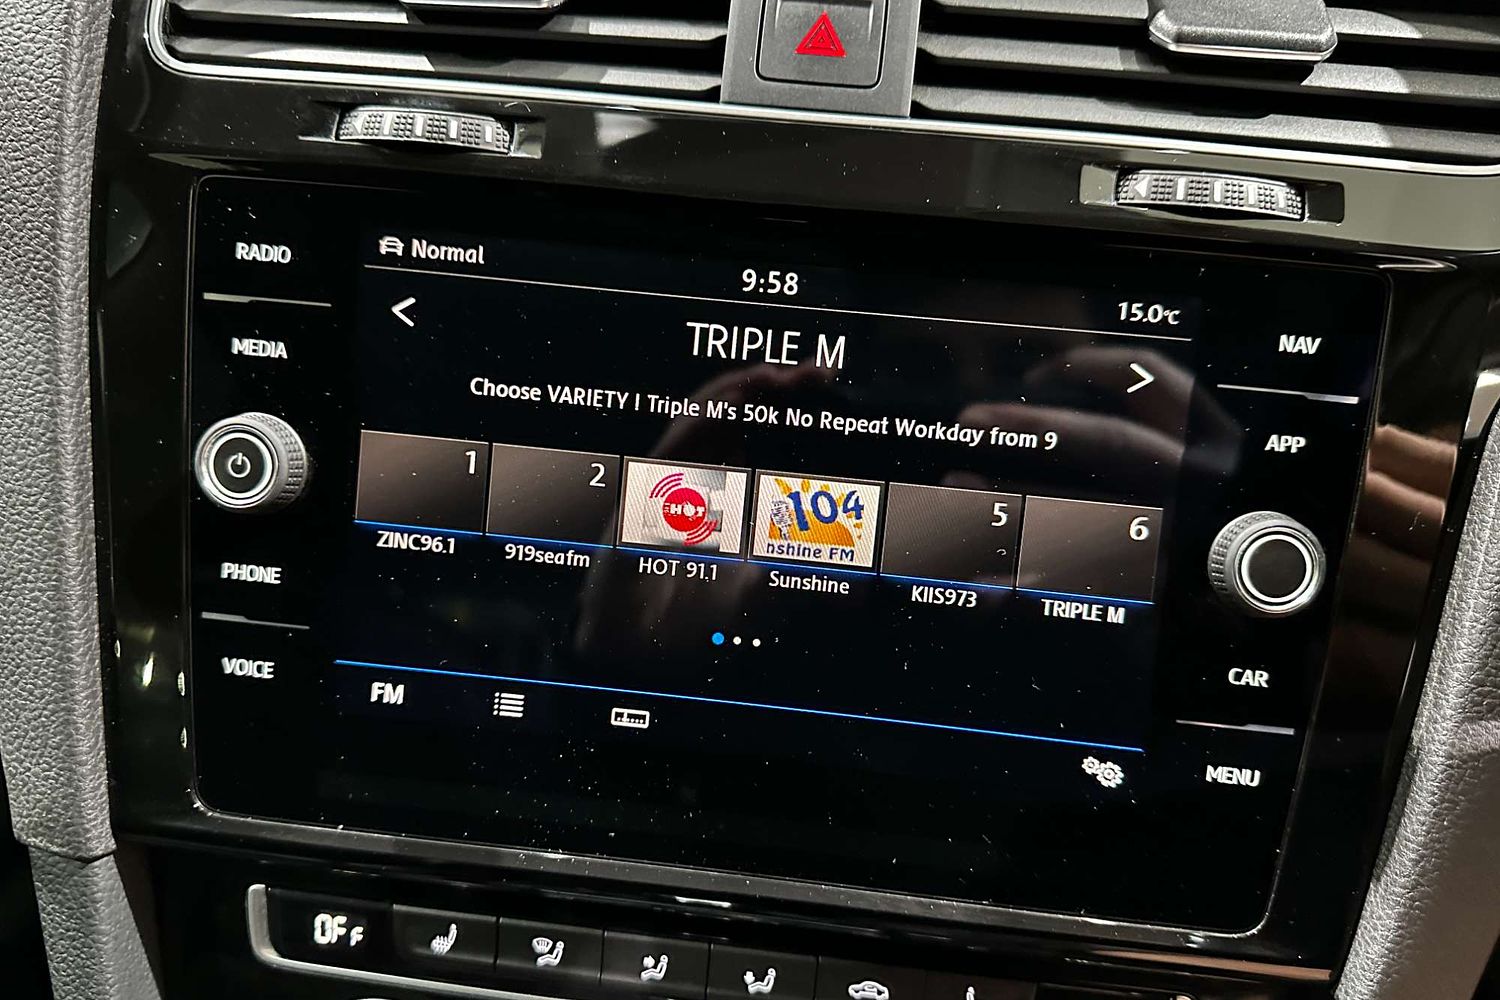 RADIO
Normal
9:58
15.0°C
NAV
MEDIA
TRIPLE M
Choose VARIETY ! Triple M's 50k No Repeat Workday from 9
APP
1
2
HOT
104
nshine FM
5
6
ZINC96.1
919seafm
HOT 91.1
Sunshine
KIIS973
TRIPLE M
PHONE
VOICE
FM
CAR
MENU
OFF